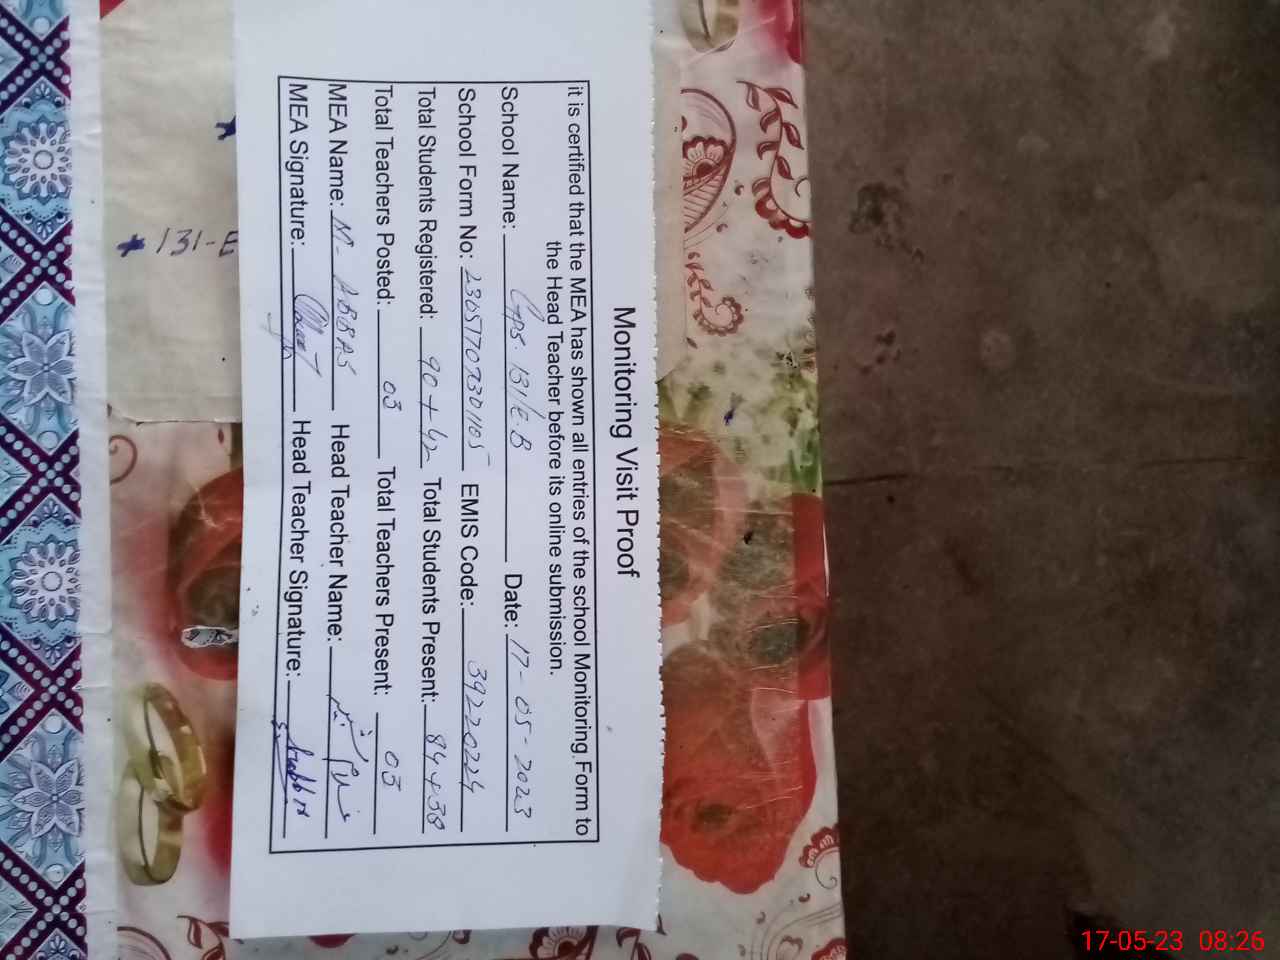 Monitoring Visit Proof
it is certified that the MEA has shown all entries of the school Monitoring Form to
the Head Teacher before its online submission.
School Name: GPS. 131/E.B Date: 17-05-2023
School Form No: 23051707301105 EMIS Code: 39220224
Total Students Registered: 90+42 Total Students Present: 84+38
Total Teachers Posted: 03 Total Teachers Present: 03
MEA Name: M. ABBAS Head Teacher Name:
MEA Signature: Head Teacher Signature:
131-E
17-05-23 08:26